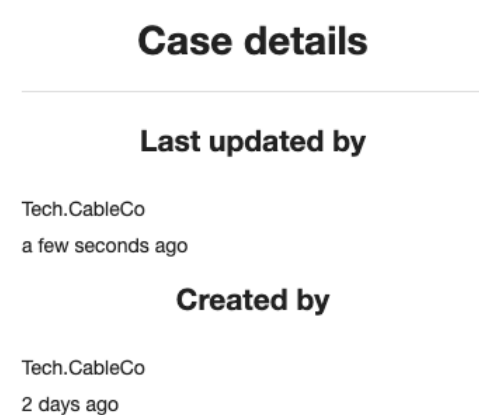 Case details
Last updated by
Tech.CableCo
a few seconds ago
Created by
Tech.CableCo
2 days ago